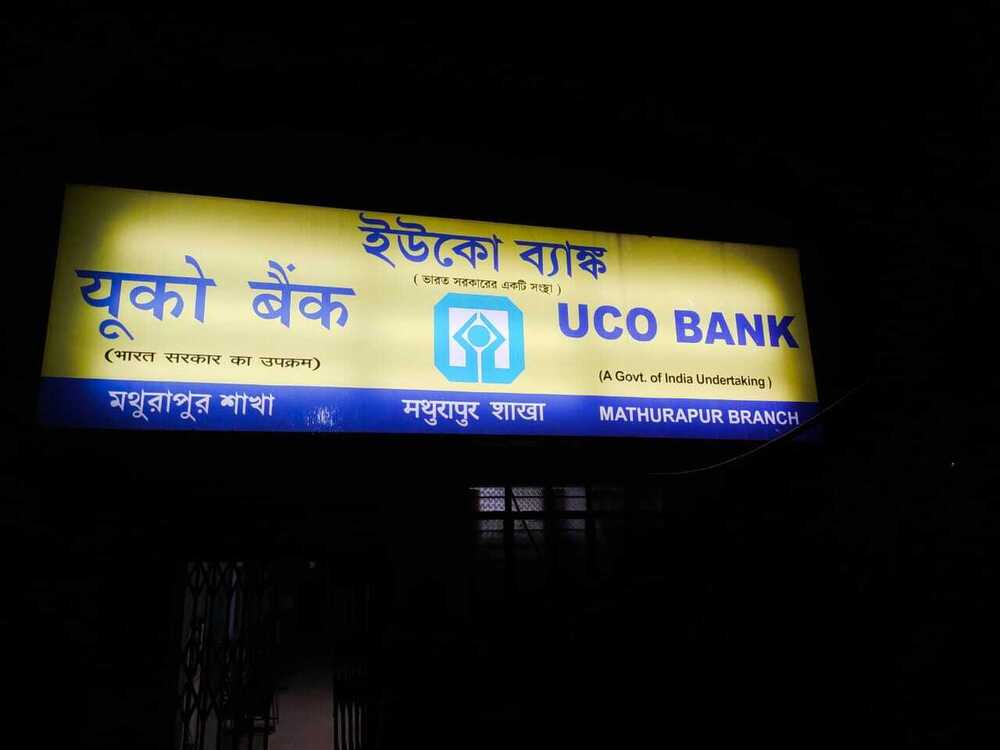 ইউকো ব্যাঙ্ক
( ভারত সরকারের একটি সংস্থা )
यूको बैंक
(भारत सरकार का उपक्रम)
UCO BANK
(A Govt. of India Undertaking )
মথুরাপুর শাখা
मथुरापुर शाखा
MATHURAPUR BRANCH